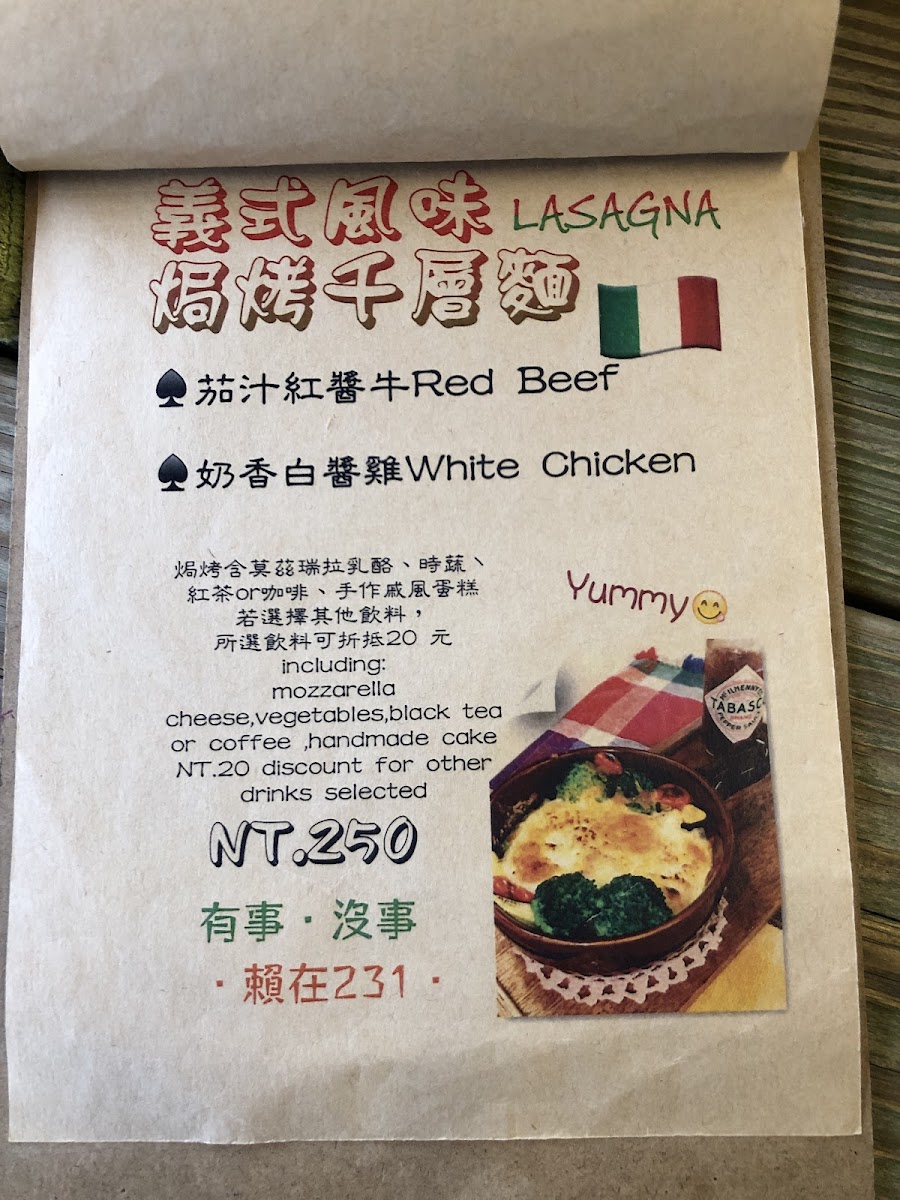 義式風味 LASAGNA
焗烤千層麵
♠茄汁紅醬牛Red Beef
♠奶香白醬雞White Chicken
焗烤含莫茲瑞拉乳酪、時蔬、
紅茶or咖啡、手作戚風蛋糕
若選擇其他飲料，
所選飲料可折抵20 元
including:
mozzarella
cheese,vegetables,black tea
or coffee ,handmade cake
NT.20 discount for other
drinks selected
NT.250
Yummy😋
McILHENNY CO
TABASCO
BRAND
PEPPER SAUCE
有事・沒事
・賴在231・